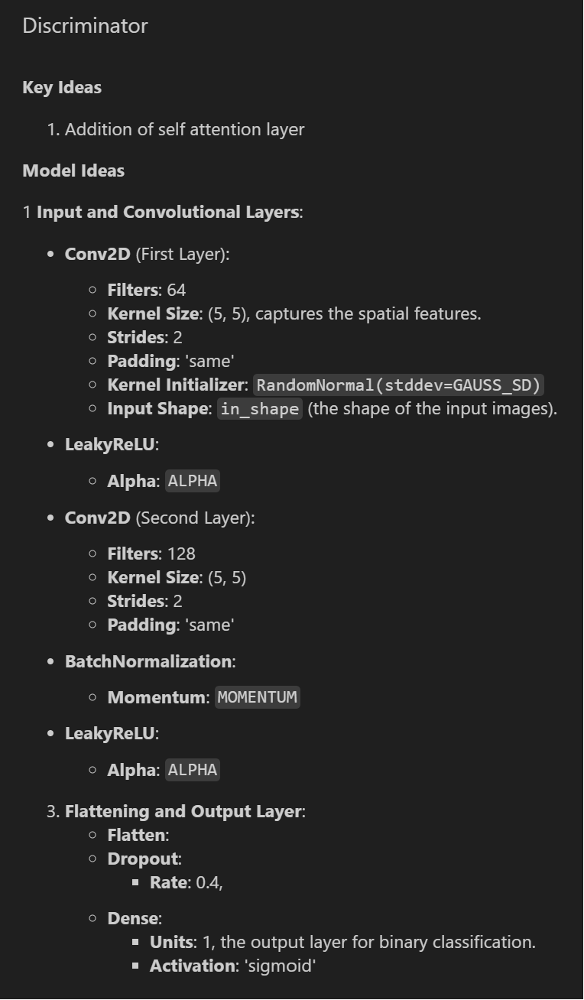 Discriminator
Key Ideas
1. Addition of self attention layer
Model Ideas
1 Input and Convolutional Layers:
• Conv2D (First Layer):
○ Filters: 64
○ Kernel Size: (5, 5), captures the spatial features.
○ Strides: 2
○ Padding: 'same'
○ Kernel Initializer: RandomNormal(stddev=GAUSS_SD)
○ Input Shape: in_shape (the shape of the input images).
• LeakyReLU:
○ Alpha: ALPHA
• Conv2D (Second Layer):
○ Filters: 128
○ Kernel Size: (5, 5)
○ Strides: 2
○ Padding: 'same'
• BatchNormalization:
○ Momentum: MOMENTUM
• LeakyReLU:
○ Alpha: ALPHA
3. Flattening and Output Layer:
○ Flatten:
○ Dropout:
▪ Rate: 0.4,
○ Dense:
▪ Units: 1, the output layer for binary classification.
▪ Activation: 'sigmoid'